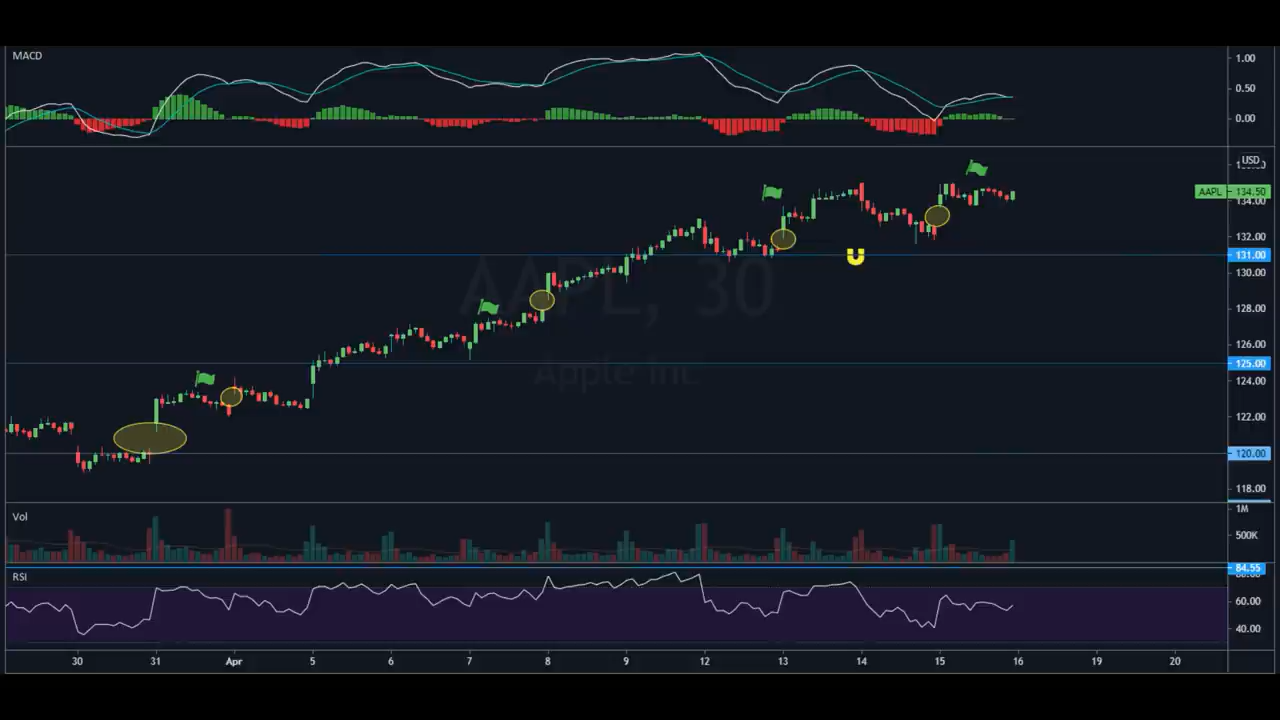 MACD
1.00
0.50
0.00
USD
AAPL 134.50
134.00
132.00
131.00
130.00
AAPL, 30
128.00
126.00
125.00
Apple Inc.
124.00
122.00
120.00
118.00
Vol
1M
500K
84.55
RSI
60.00
40.00
30 31 Apr 5 6 7 8 9 12 13 14 15 16 19 20